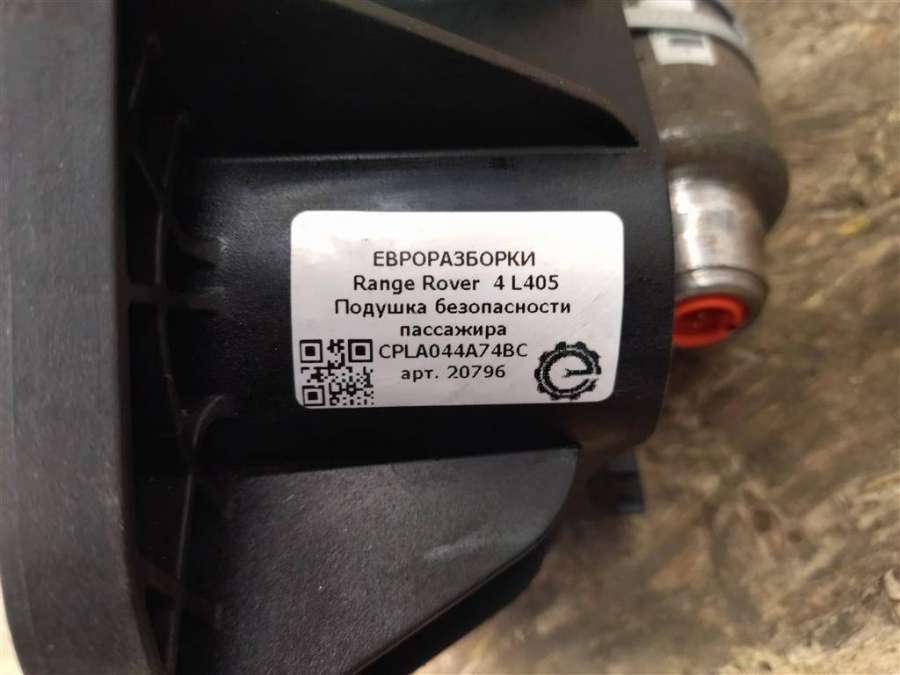 ЕВРОРАЗБОРКИ
Range Rover 4 L405
Подушка безопасности
пассажира
CPLA044A74BC
арт. 20796